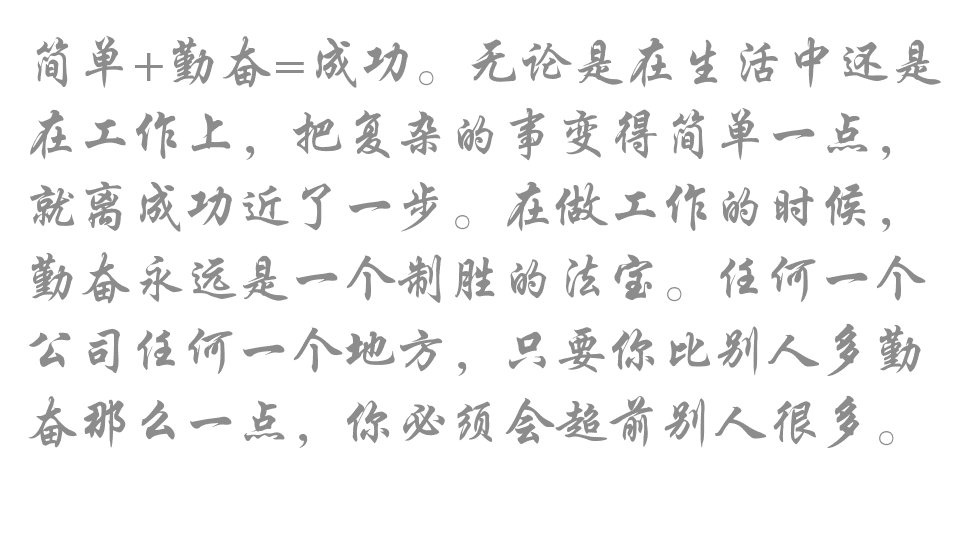 简单+勤奋=成功。无论是在生活中还是
在工作上，把复杂的事变得简单一点，
就离成功近了一步。在做工作的时候，
勤奋永远是一个制胜的法宝。任何一个
公司任何一个地方，只要你比别人多勤
奋那么一点，你必须会超前别人很多。